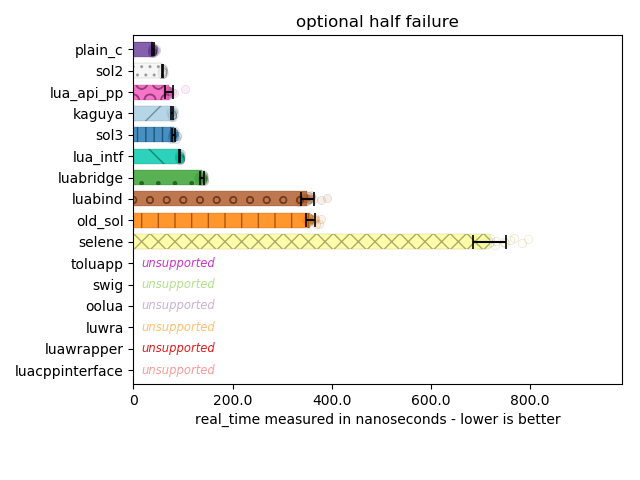 optional half failure
plain_c
sol2
lua_api_pp
kaguya
sol3
lua_intf
luabridge
luabind
old_sol
selene
toluapp unsupported
swig unsupported
oolua unsupported
luwra unsupported
luawrapper unsupported
luacppinterface unsupported
0 200.0 400.0 600.0 800.0
real_time measured in nanoseconds - lower is better